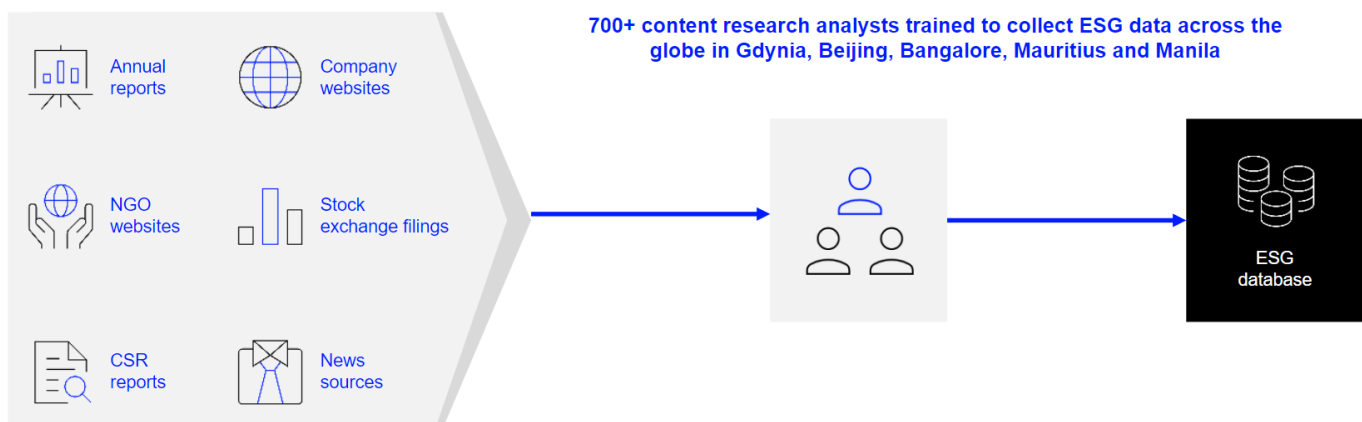 700+ content research analysts trained to collect ESG data across the
globe in Gdynia, Beijing, Bangalore, Mauritius and Manila
Annual
reports
Company
websites
NGO
websites
Stock
exchange filings
CSR
reports
News
sources
ESG
database